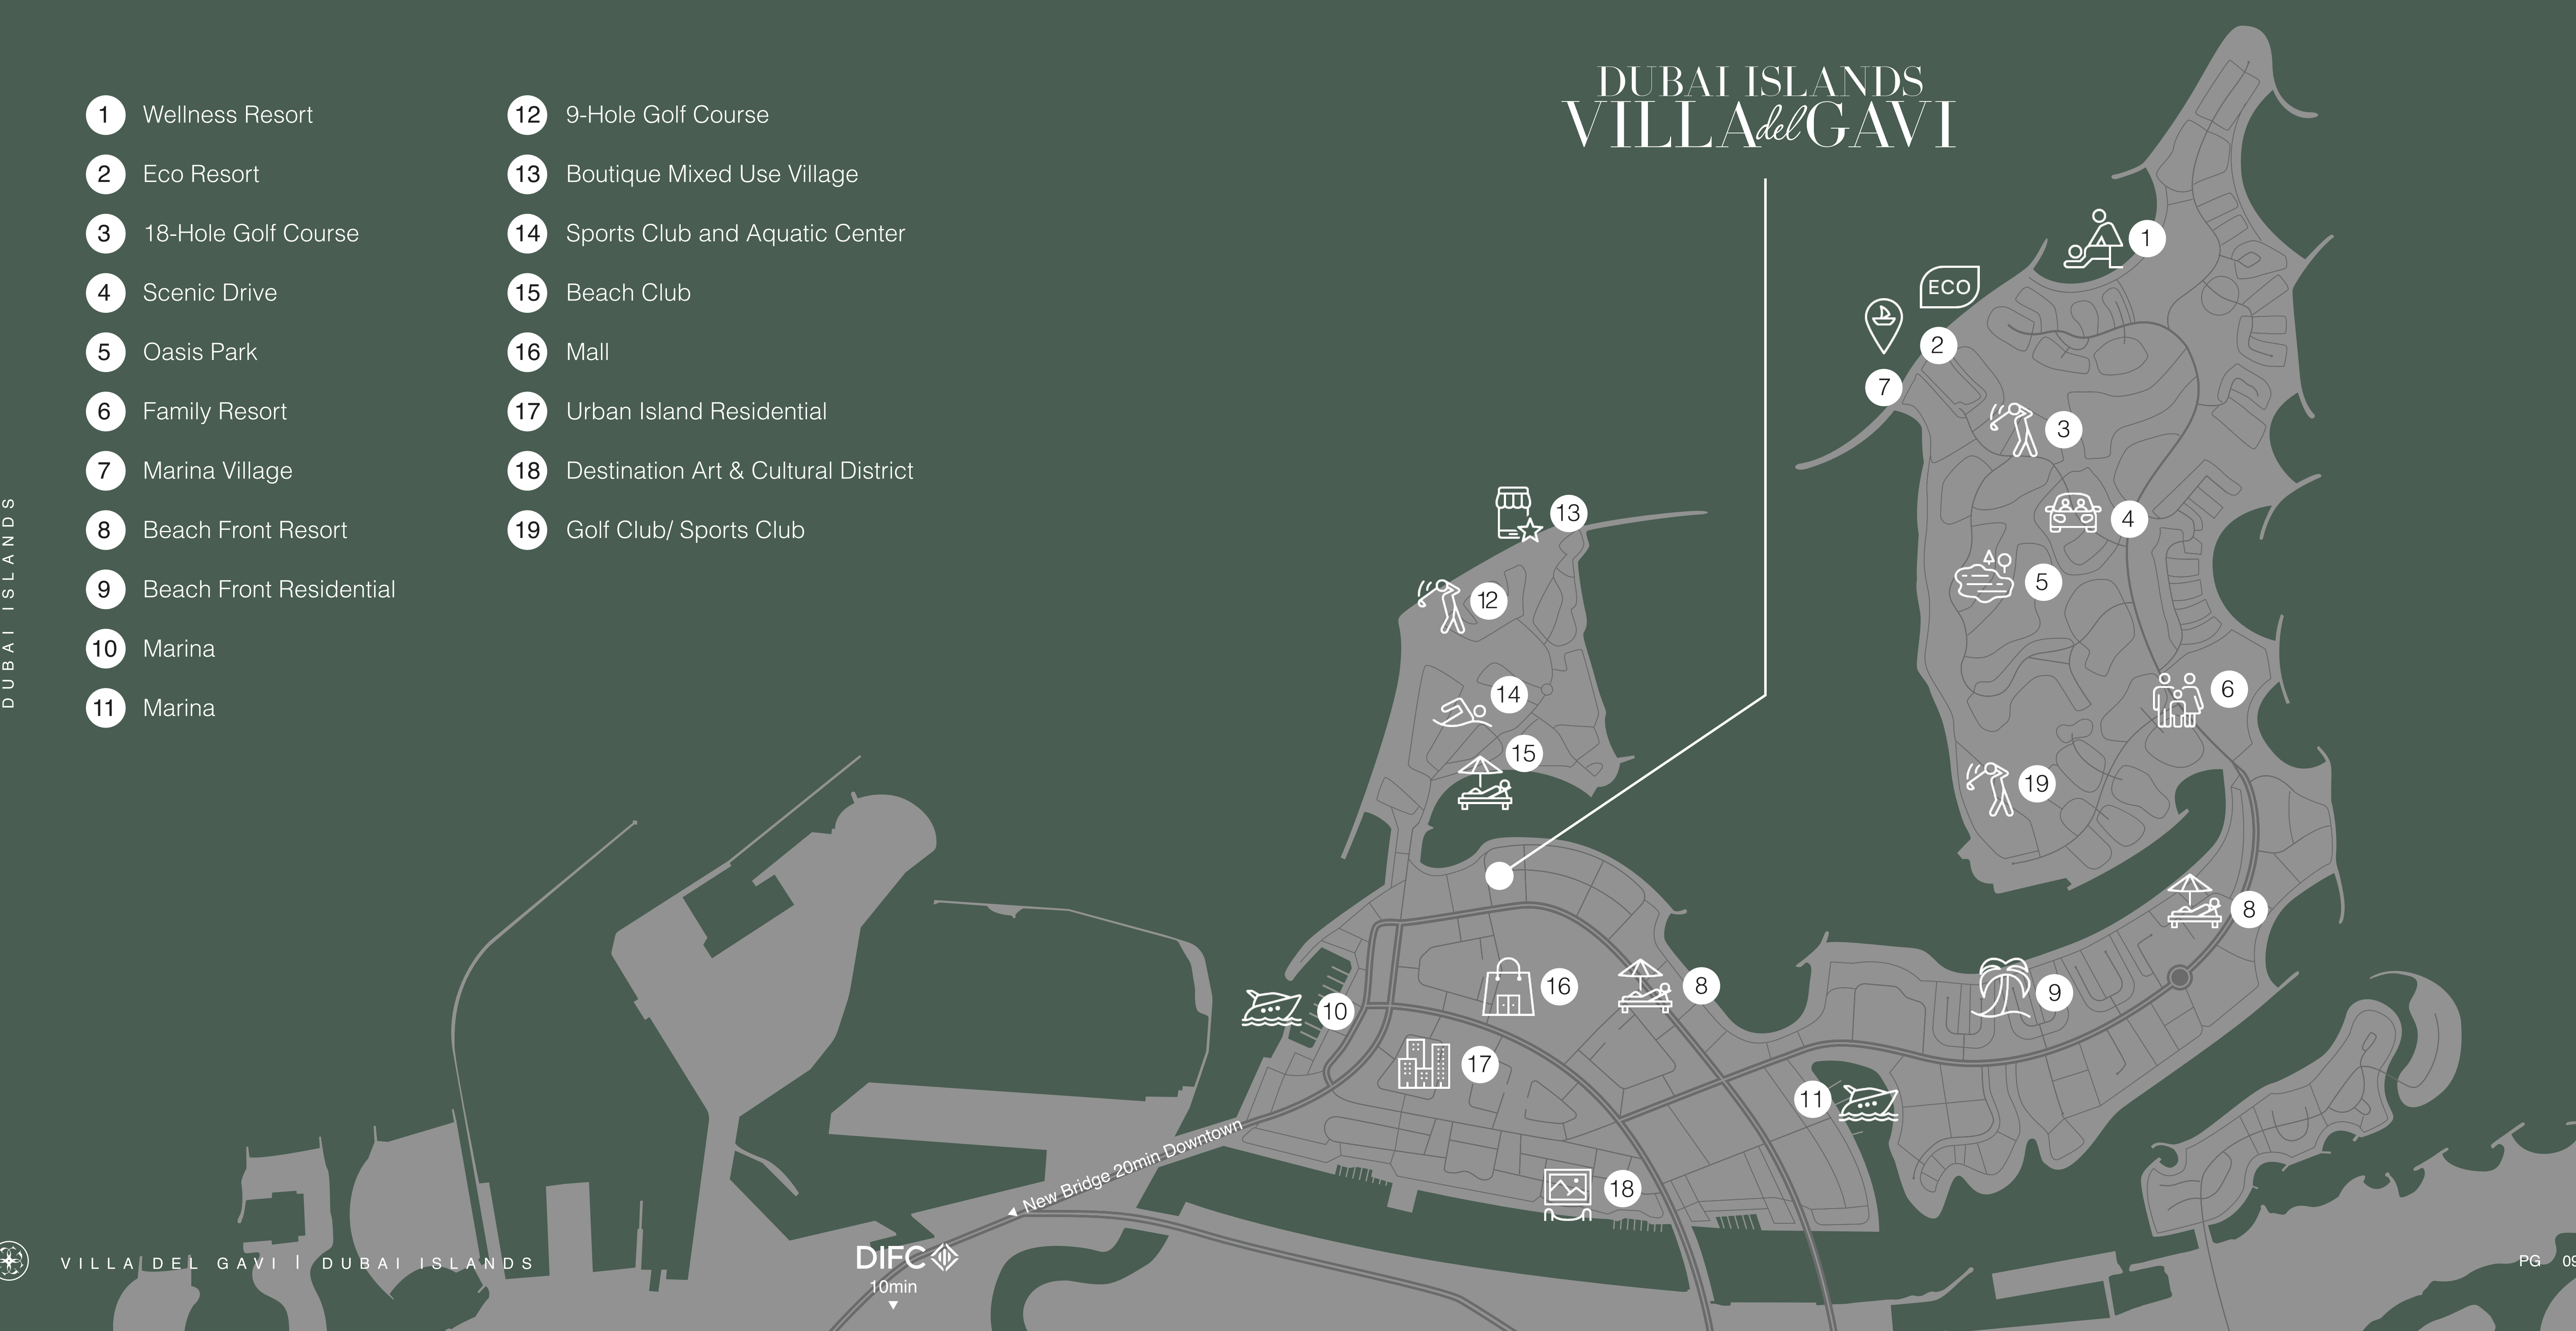 DUBAI ISLANDS
VILLA del GAVI
1 Wellness Resort
2 Eco Resort
3 18-Hole Golf Course
4 Scenic Drive
5 Oasis Park
6 Family Resort
7 Marina Village
8 Beach Front Resort
9 Beach Front Residential
10 Marina
11 Marina
12 9-Hole Golf Course
13 Boutique Mixed Use Village
14 Sports Club and Aquatic Center
15 Beach Club
16 Mall
17 Urban Island Residential
18 Destination Art & Cultural District
19 Golf Club/ Sports Club
DUBAI ISLANDS
1
ECO
2
7
3
4
13
5
12
6
14
15
19
8
16
8
9
10
17
11
18
New Bridge 20min Downtown
DIFC
10min
VILLA DEL GAVI | DUBAI ISLANDS
PG 09